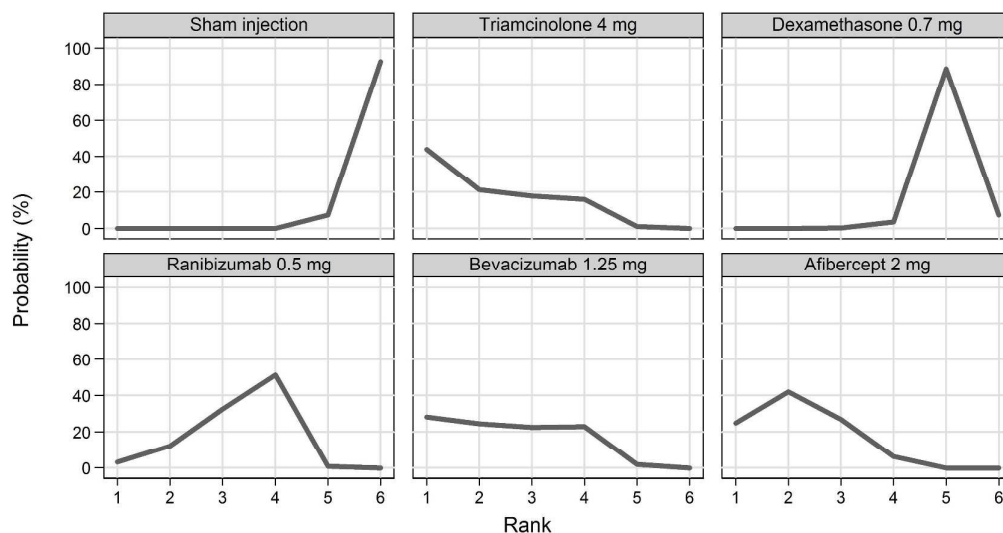 Sham injection
Triamcinolone 4 mg
Dexamethasone 0.7 mg
100
80
60
40
20
0
Ranibizumab 0.5 mg
Bevacizumab 1.25 mg
Afibercept 2 mg
100
80
60
40
20
0
1 2 3 4 5 6
1 2 3 4 5 6
1 2 3 4 5 6
Probability (%)
Rank